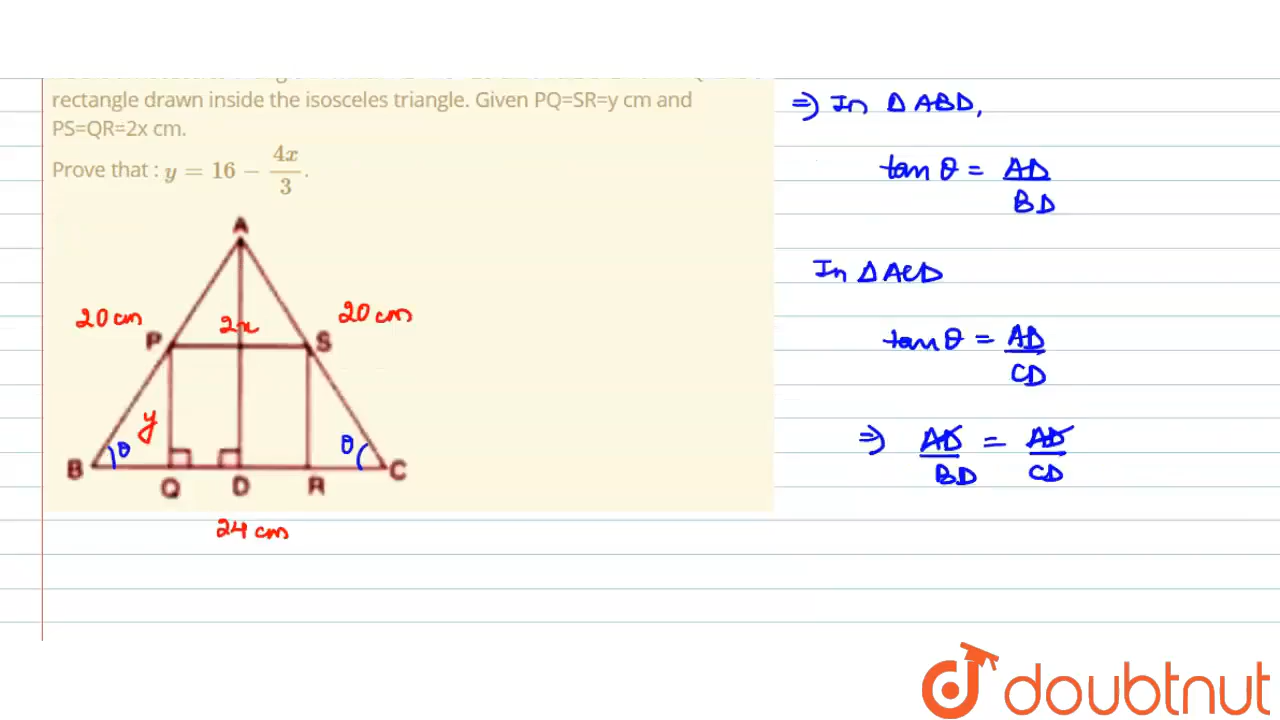 rectangle drawn inside the isosceles triangle. Given PQ=SR=y cm and
PS=QR=2x cm.
Prove that : y = 16 − 4x/3.
A
20 cm
2x
20 cm
P
S
y
θ
θ
B
Q
D
R
C
24 cm
⇒) In Δ ABD,
tan θ = AD/BD
In Δ ACD
tan θ = AD/CD
⇒) AD/BD = AD/CD
doubtnut